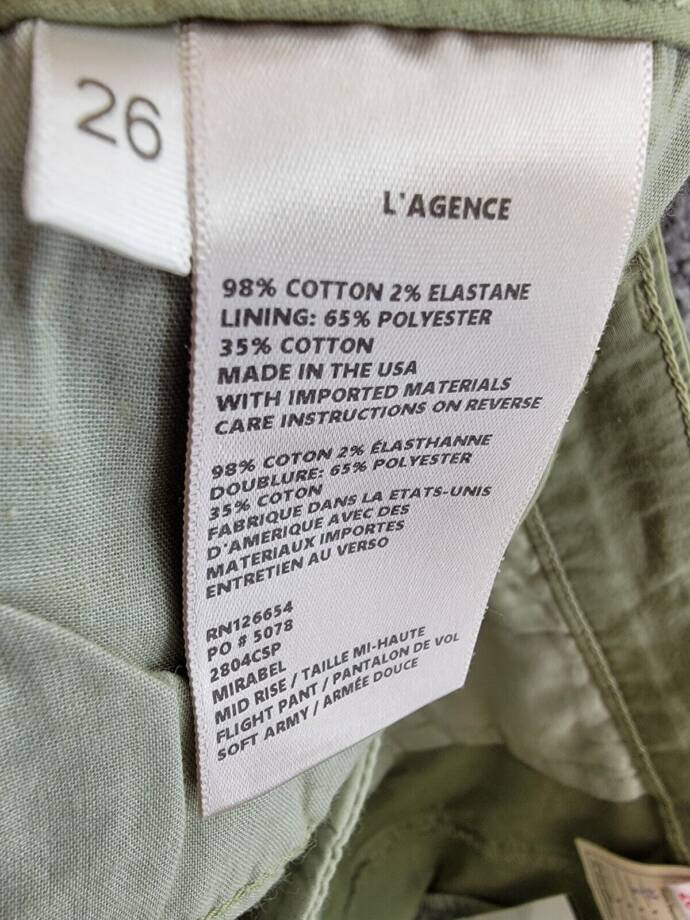 26
L'AGENCE
98% COTTON 2% ELASTANE
LINING: 65% POLYESTER
35% COTTON
MADE IN THE USA
WITH IMPORTED MATERIALS
CARE INSTRUCTIONS ON REVERSE
98% COTON 2% ÉLASTHANNE
DOUBLURE: 65% POLYESTER
35% COTON
FABRIQUE DANS LA ETATS-UNIS
D'AMERIQUE AVEC DES
MATERIAUX IMPORTES
ENTRETIEN AU VERSO
RN126654
PO # 5078
2804CSP
MIRABEL
MID RISE / TAILLE MI-HAUTE
FLIGHT PANT / PANTALON DE VOL
SOFT ARMY / ARMÉE DOUCE